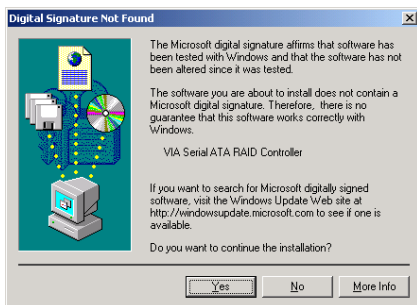 Digital Signature Not Found
The Microsoft digital signature affirms that software has
been tested with Windows and that the software has not
been altered since it was tested.
The software you are about to install does not contain a
Microsoft digital signature. Therefore, there is no
guarantee that this software works correctly with
Windows.
VIA Serial ATA RAID Controller
If you want to search for Microsoft digitally signed
software, visit the Windows Update Web site at
http://windowsupdate.microsoft.com to see if one is
available.
Do you want to continue the installation?
Yes No More Info